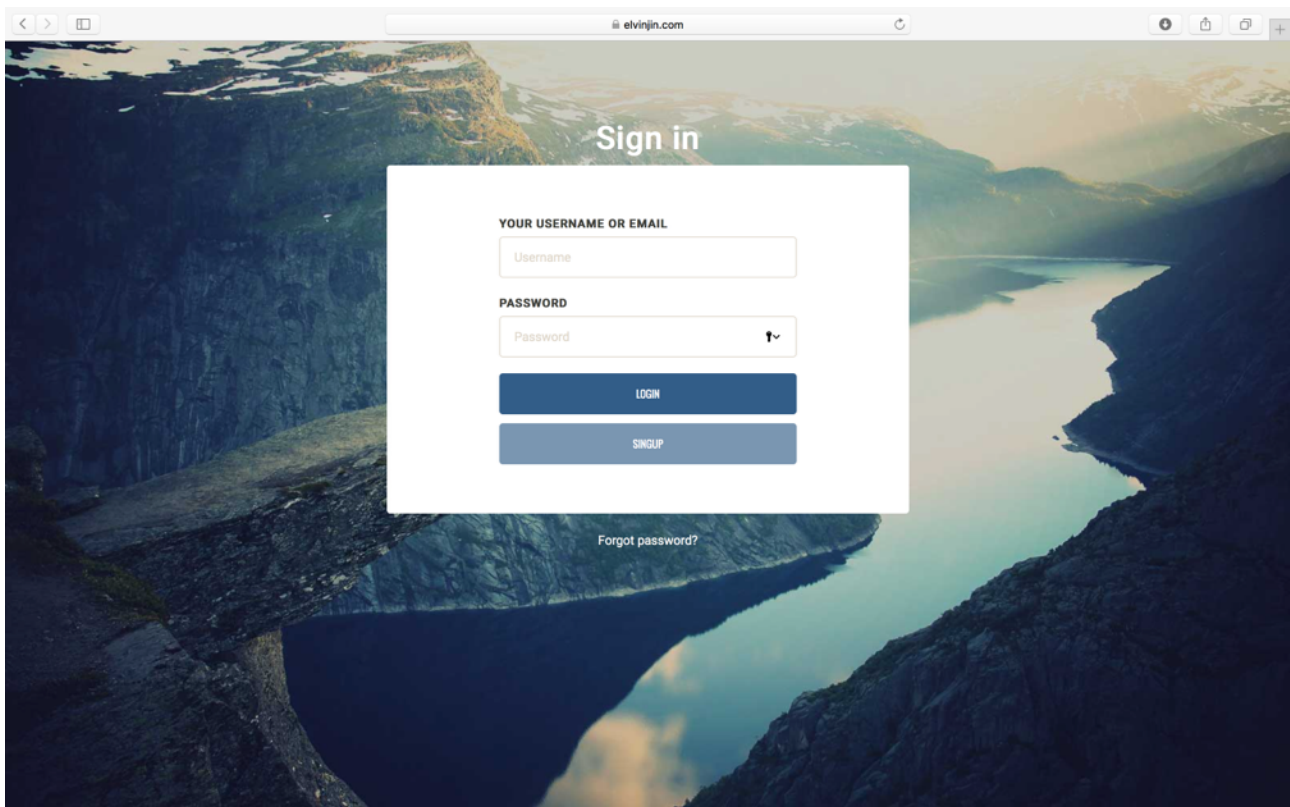 elvinjin.com
Sign in
YOUR USERNAME OR EMAIL
Username
PASSWORD
Password
LOGIN
SINGUP
Forgot password?